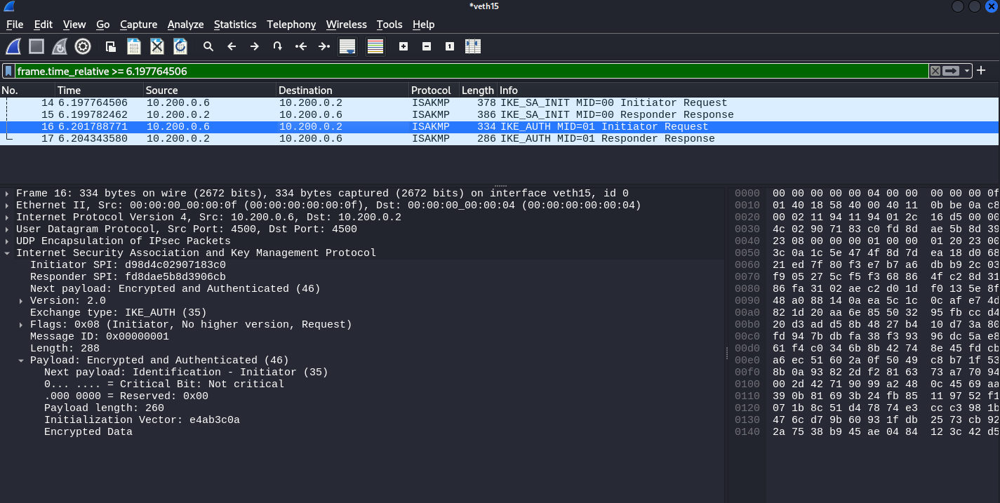 *veth15
File Edit View Go Capture Analyze Statistics Telephony Wireless Tools Help
frame.time_relative >= 6.197764506
No. Time Source Destination Protocol Length Info
14 6.197764506 10.200.0.6 10.200.0.2 ISAKMP 378 IKE_SA_INIT MID=00 Initiator Request
15 6.199782462 10.200.0.2 10.200.0.6 ISAKMP 386 IKE_SA_INIT MID=00 Responder Response
16 6.201788771 10.200.0.6 10.200.0.2 ISAKMP 334 IKE_AUTH MID=01 Initiator Request
17 6.204343580 10.200.0.2 10.200.0.6 ISAKMP 286 IKE_AUTH MID=01 Responder Response
Frame 16: 334 bytes on wire (2672 bits), 334 bytes captured (2672 bits) on interface veth15, id 0
Ethernet II, Src: 00:00:00_00:00:0f (00:00:00:00:00:0f), Dst: 00:00:00_00:00:04 (00:00:00:00:00:04)
Internet Protocol Version 4, Src: 10.200.0.6, Dst: 10.200.0.2
User Datagram Protocol, Src Port: 4500, Dst Port: 4500
UDP Encapsulation of IPsec Packets
Internet Security Association and Key Management Protocol
Initiator SPI: d98d4c02907183c0
Responder SPI: fd8dae5b8d3906cb
Next payload: Encrypted and Authenticated (46)
Version: 2.0
Exchange type: IKE_AUTH (35)
Flags: 0x08 (Initiator, No higher version, Request)
Message ID: 0x00000001
Length: 288
Payload: Encrypted and Authenticated (46)
Next payload: Identification - Initiator (35)
0... .... = Critical Bit: Not critical
.000 0000 = Reserved: 0x00
Payload length: 260
Initialization Vector: e4ab3c0a
Encrypted Data
0000 00 00 00 00 00 04 00 00 00 00 00 0f
0010 01 40 18 58 40 00 40 11 0b be 0a c8
0020 00 02 11 94 11 94 01 2c 16 d5 00 00
0030 4c 02 90 71 83 c0 fd 8d ae 5b 8d 39
0040 23 08 00 00 00 01 00 00 01 20 23 00
0050 3c 0a 1c 5e 47 4f 8d 7d ea 18 d0 68
0060 21 ed 7f 80 f3 e7 b7 a6 db b9 2c 03
0070 f9 05 27 5c f5 f3 68 86 4f c2 8d 31
0080 86 fa 31 02 ae c2 d0 1d f0 13 5e 8f
0090 48 a0 88 14 0a ea 5c 1c 0c af e7 4d
00a0 82 1d 20 aa 6e 85 50 32 95 fb cc d4
00b0 20 d3 ad d5 8b 48 27 b4 10 d7 3a 80
00c0 fd 94 7b db fa 38 f3 93 96 dc 5a e8
00d0 61 f4 c0 34 6b 8b 42 74 8e 45 fd cb
00e0 a6 ec 51 60 2a 0f 50 49 c8 b7 1f 53
00f0 8b 0a 93 82 2d f2 81 63 73 a7 70 94
0100 00 2d 42 71 90 99 a2 48 0c 45 69 aa
0110 39 0b 81 69 3b 24 fb 85 11 97 52 f1
0120 07 1b 8c 51 d4 78 74 e3 cc c3 98 1b
0130 47 6c d7 9b 60 93 1f db 25 73 cb 92
0140 2a 75 38 b9 45 ae 04 84 12 3c 42 d5